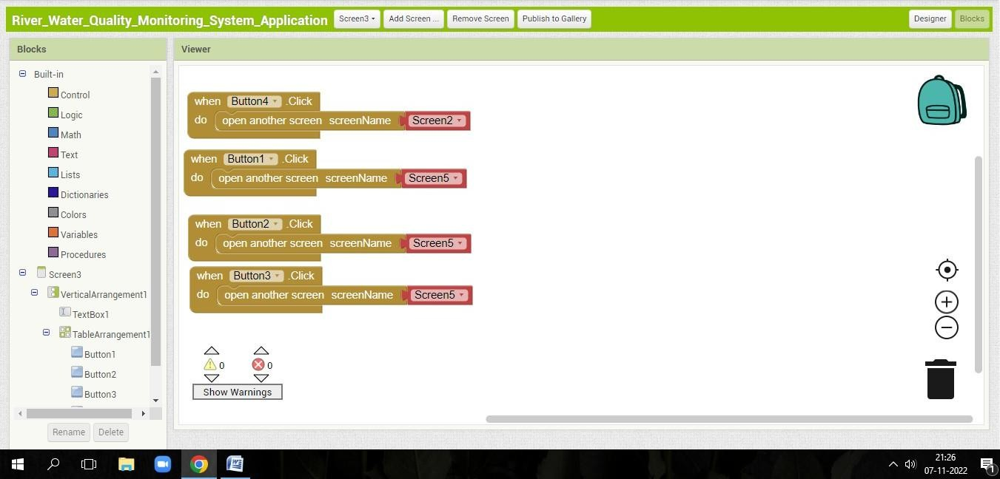 River_Water_Quality_Monitoring_System_Application Screen3 Add Screen ... Remove Screen Publish to Gallery Designer Blocks
Blocks
Viewer
Built-in
Control
Logic
Math
Text
Lists
Dictionaries
Colors
Variables
Procedures
Screen3
VerticalArrangement1
TextBox1
TableArrangement1
Button1
Button2
Button3
Rename Delete
when Button4 .Click
do open another screen screenName Screen2
when Button1 .Click
do open another screen screenName Screen5
when Button2 .Click
do open another screen screenName Screen5
when Button3 .Click
do open another screen screenName Screen5
0 0
Show Warnings
21:26
07-11-2022
1